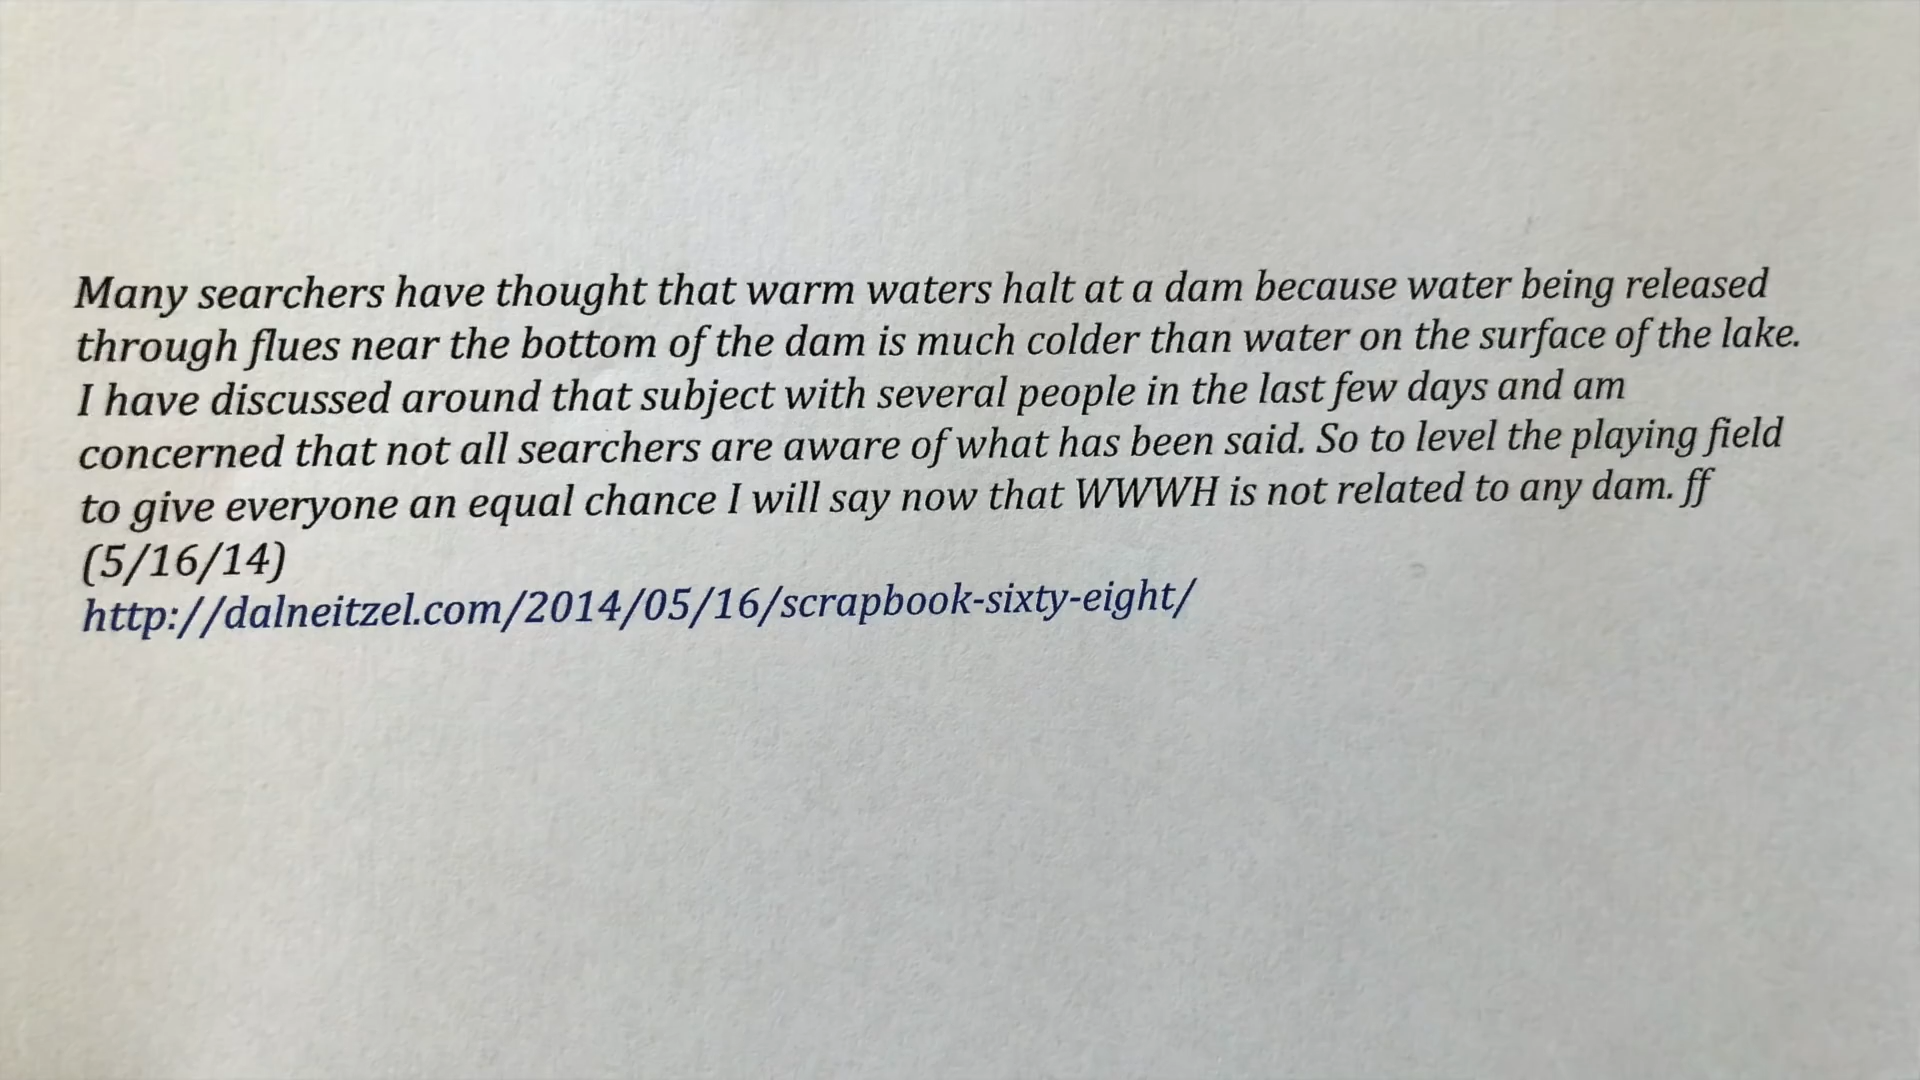 Many searchers have thought that warm waters halt at a dam because water being released
through flues near the bottom of the dam is much colder than water on the surface of the lake.
I have discussed around that subject with several people in the last few days and am
concerned that not all searchers are aware of what has been said. So to level the playing field
to give everyone an equal chance I will say now that WWWH is not related to any dam. ff
(5/16/14)
http://dalneitzel.com/2014/05/16/scrapbook-sixty-eight/